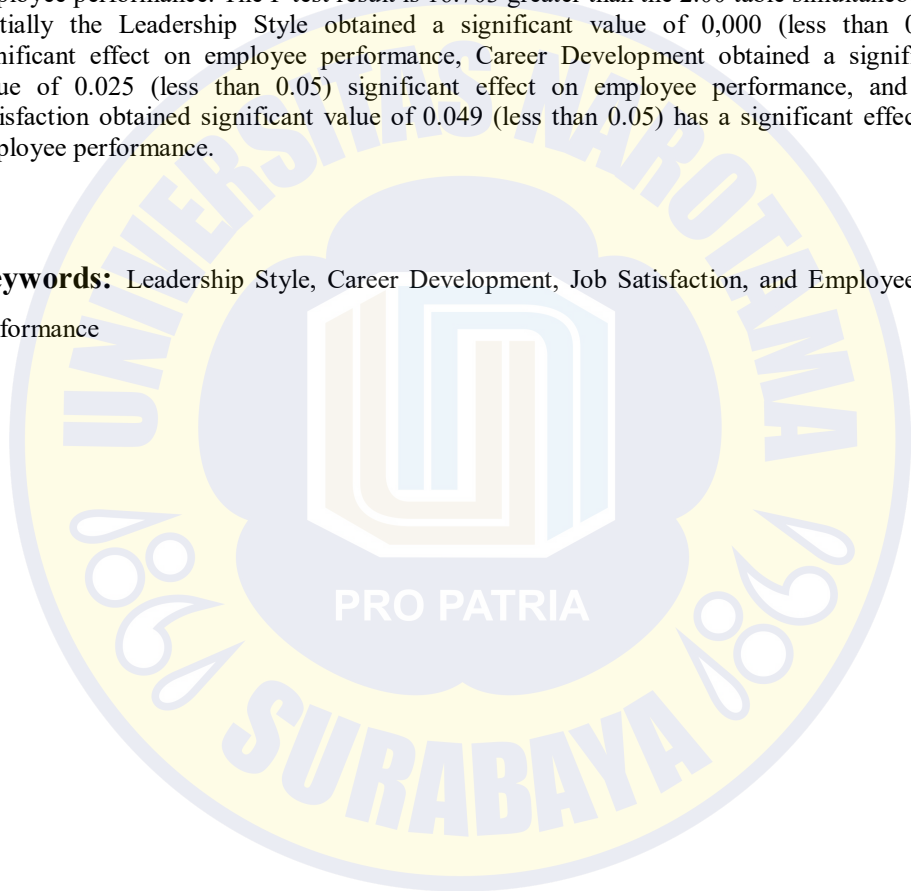 ployee performance. The F-test result is greater than the 2.00 table simultaneo
tially the Leadership Style obtained a significant value of 0,000 (less than 0
nificant effect on employee performance, Career Development obtained a signif
ue of 0.025 (less than 0.05) significant effect on employee performance, and
isfaction obtained significant value of 0.049 (less than 0.05) has a significant effec
ployee performance.
eywords: Leadership Style, Career Development, Job Satisfaction, and Employee
formance
UNIVERSITAS NAROTAMA
PRO PATRIA
SURABAYA